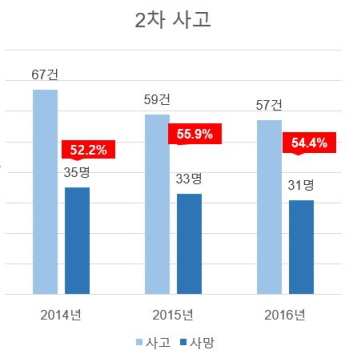 2차 사고
67건
59건
57건
55.9%
54.4%
52.2%
35명
33명
31명
2014년 2015년 2016년
사고 사망